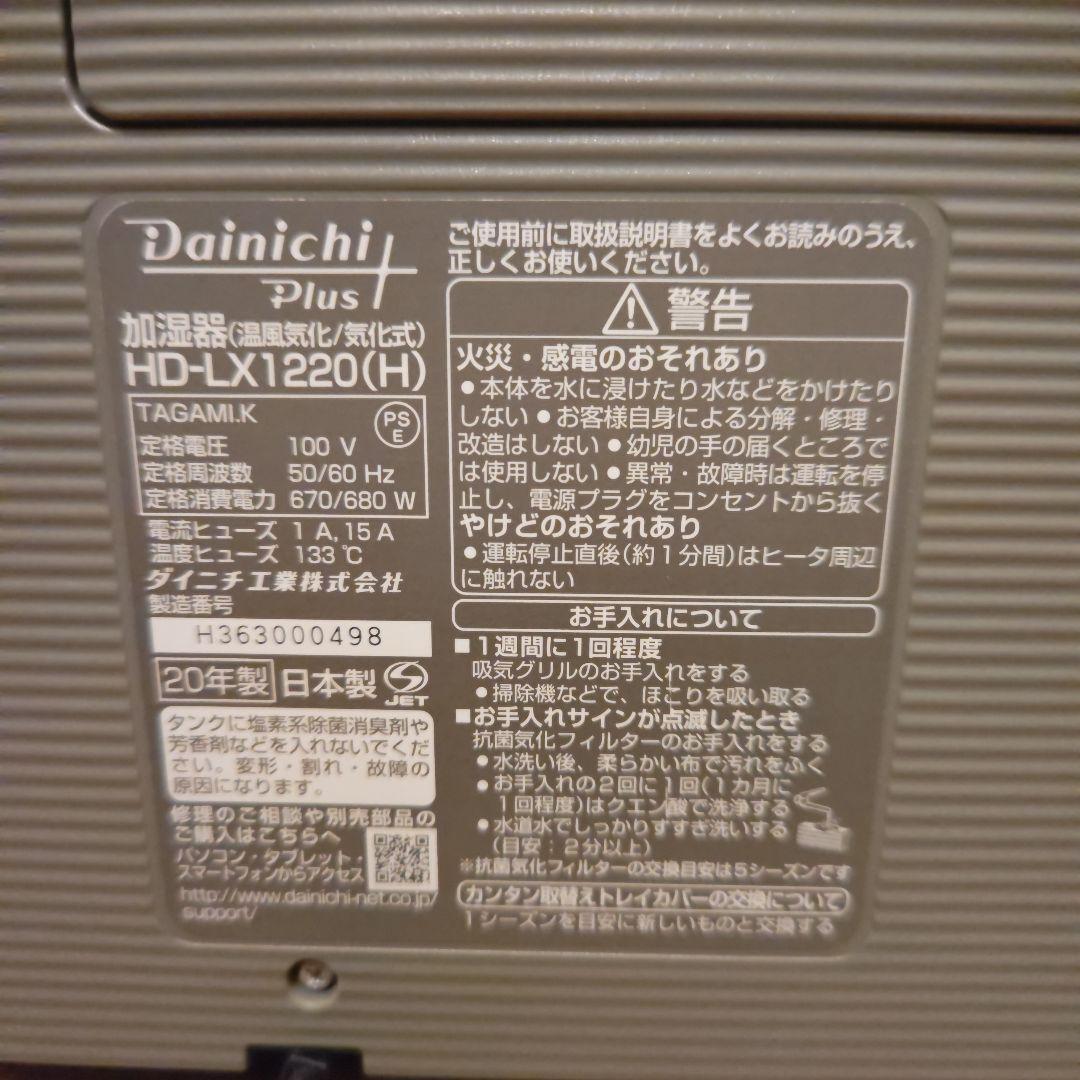 Dainichi
Plus
加湿器(温風気化/気化式)
HD-LX1220(H)
TAGAMI.K
PS
E
定格電圧 100 V
定格周波数 50/60 Hz
定格消費電力 670/680 W
電流ヒューズ 1 A, 15 A
温度ヒューズ 133 ℃
ダイニチ工業株式会社
製造番号
H363000498
20年製 日本製
JET
タンクに塩素系除菌消臭剤や
芳香剤などを入れないでくだ
さい。変形・割れ・故障の
原因になります。
修理のご相談や別売部品の
ご購入はこちらへ
パソコン・タブレット・
スマートフォンからアクセス
http://www.dainichi-net.co.jp/
support/
ご使用前に取扱説明書をよくお読みのうえ、
正しくお使いください。
警告
火災・感電のおそれあり
●本体を水に浸けたり水などをかけたり
しない ●お客様自身による分解・修理・
改造はしない ●幼児の手の届くところで
は使用しない ●異常・故障時は運転を停
止し、電源プラグをコンセントから抜く
やけどのおそれあり
●運転停止直後(約1分間)はヒータ周辺
に触れない
お手入れについて
■1週間に1回程度
吸気グリルのお手入れをする
●掃除機などで、ほこりを吸い取る
■お手入れサインが点滅したとき
抗菌気化フィルターのお手入れをする
●水洗い後、柔らかい布で汚れをふく
●お手入れの2回に1回(1カ月に
1回程度)はクエン酸で洗浄する
●水道水でしっかりすすぎ洗いする
(目安:2分以上)
※抗菌気化フィルターの交換目安は5シーズンです
カンタン取替えトレイカバーの交換について
1シーズンを目安に新しいものと交換する